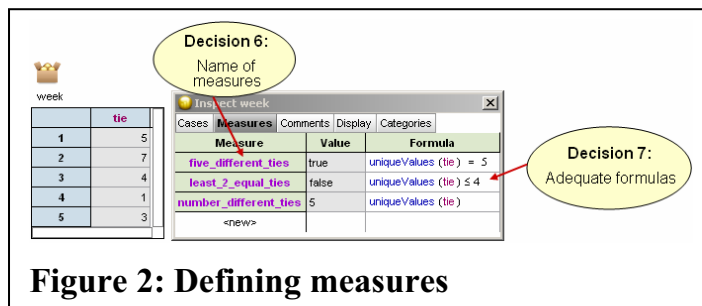 Decision 6:
Name of
measures
week
tie
1 5
2 7
3 4
4 1
5 3
Inspect week
Cases Measures Comments Display Categories
Measure Value Formula
five_different_ties true uniqueValues (tie) = 5
least_2_equal_ties false uniqueValues (tie) ≤ 4
number_different_ties 5 uniqueValues (tie)
<new>
Decision 7:
Adequate formulas
Figure 2: Defining measures